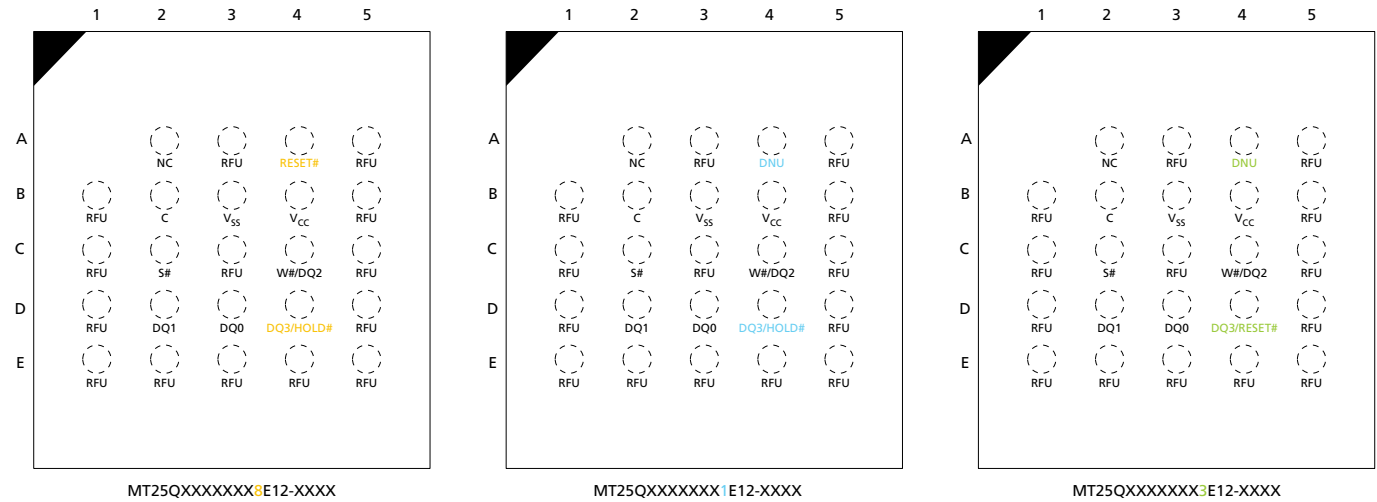 1 2 3 4 5 1 2 3 4 5 1 2 3 4 5
A A A
NC RFU RESET# RFU NC RFU DNU RFU NC RFU DNU RFU
B B B
RFU C VSS VCC RFU RFU C VSS VCC RFU RFU C VSS VCC RFU
C C C
RFU S# RFU W#/DQ2 RFU RFU S# RFU W#/DQ2 RFU RFU S# RFU W#/DQ2 RFU
D D D
RFU DQ1 DQ0 DQ3/HOLD# RFU RFU DQ1 DQ0 DQ3/HOLD# RFU RFU DQ1 DQ0 DQ3/RESET# RFU
E E E
RFU RFU RFU RFU RFU RFU RFU RFU RFU RFU RFU RFU RFU RFU RFU
MT25QXXXXXXX8E12-XXXX MT25QXXXXXXX1E12-XXXX MT25QXXXXXXX3E12-XXXX